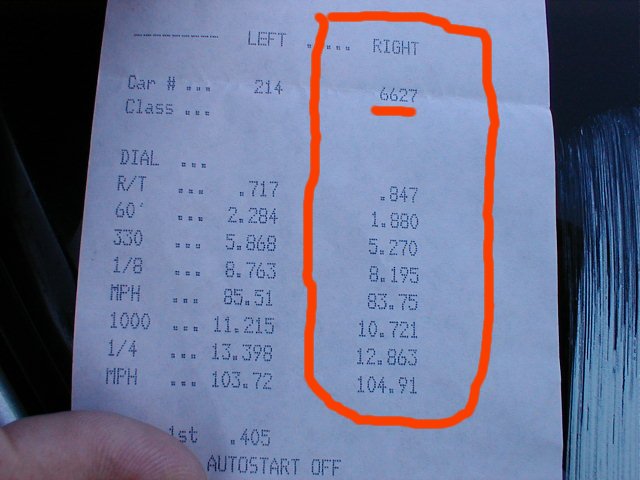 LEFT ..... RIGHT
Car # ... 214 6627
Class ...
DIAL ...
R/T ... .717 .847
60' ... 2.284 1.880
330 ... 5.868 5.270
1/8 ... 8.763 8.195
MPH ... 85.51 83.75
1000 ... 11.215 10.721
1/4 ... 13.398 12.863
MPH ... 103.72 104.91
1st .405
AUTOSTART OFF